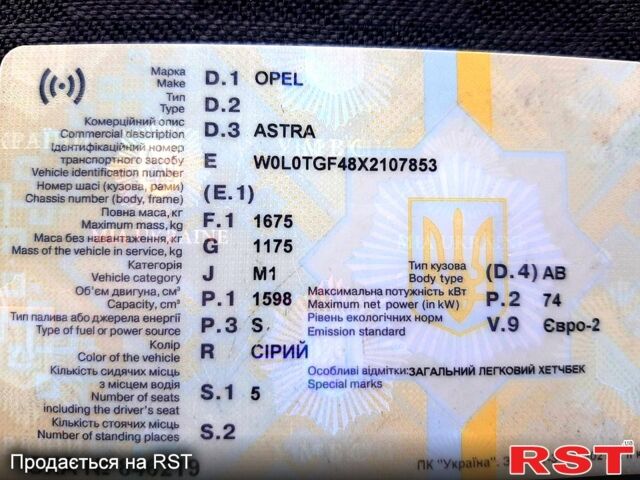 Марка D.1 OPEL
Make
Тип D.2
Type
Комерційний опис D.3 ASTRA
Commercial description
Ідентифікаційний номер
транспортного засобу E W0L0TGF48X2107853
Vehicle identification number
Номер шасі (кузова, рами) (E.1)
Chassis number (body, frame)
Повна маса, кг F.1 1675
Maximum mass, kg
Маса без навантаження, кг G 1175
Mass of the vehicle in service, kg
Категорія J M1 Тип кузова (D.4) АВ
Vehicle category Body type
Об'єм двигуна, см³ P.1 1598 Максимальна потужність кВт P.2 74
Capacity, cm³ Maximum net power (in kW)
Тип палива або джерела енергії P.3 S Рівень екологічних норм V.9 Євро-2
Type of fuel or power source Emission standard
Колір R СІРИЙ
Color of the vehicle
Кількість сидячих місць Особливі відмітки: ЗАГАЛЬНИЙ ЛЕГКОВИЙ ХЕТЧБЕК
з місцем водія S.1 5 Special marks
Number of seats
including the driver's seat
Кількість стоячих місць S.2
Number of standing places
Продається на RST
ПК "Україна".
RST.UA